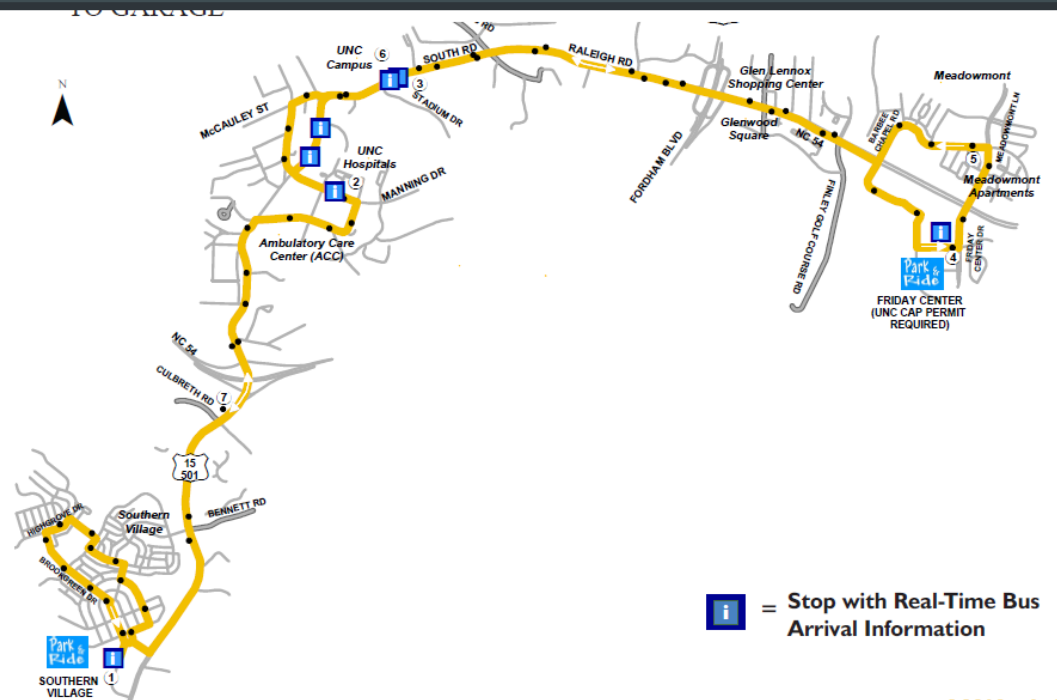 TO GARAGE
UNC
Campus
6
SOUTH RD
RD
RALEIGH RD
3
STADIUM DR
N
McCAULEY ST
UNC
Hospitals
2
MANNING DR
Ambulatory Care
Center (ACC)
FORDHAM BLVD
Glen Lennox
Shopping Center
Glenwood
Square
NC 54
FINLEY GOLF COURSE RD
BARBEE
CHAPEL RD
Meadowmont
MEADOWMONT LN
5
Meadowmont
Apartments
i
4
FRIDAY
CENTER DR
Park &
Ride
FRIDAY CENTER
(UNC CAP PERMIT
REQUIRED)
NC 54
CULBRETH RD
7
15
501
BENNETT RD
Southern
Village
HIGHGROVE DR
BROOKGREEN DR
Park &
Ride
i
SOUTHERN
VILLAGE
1
i = Stop with Real-Time Bus
Arrival Information